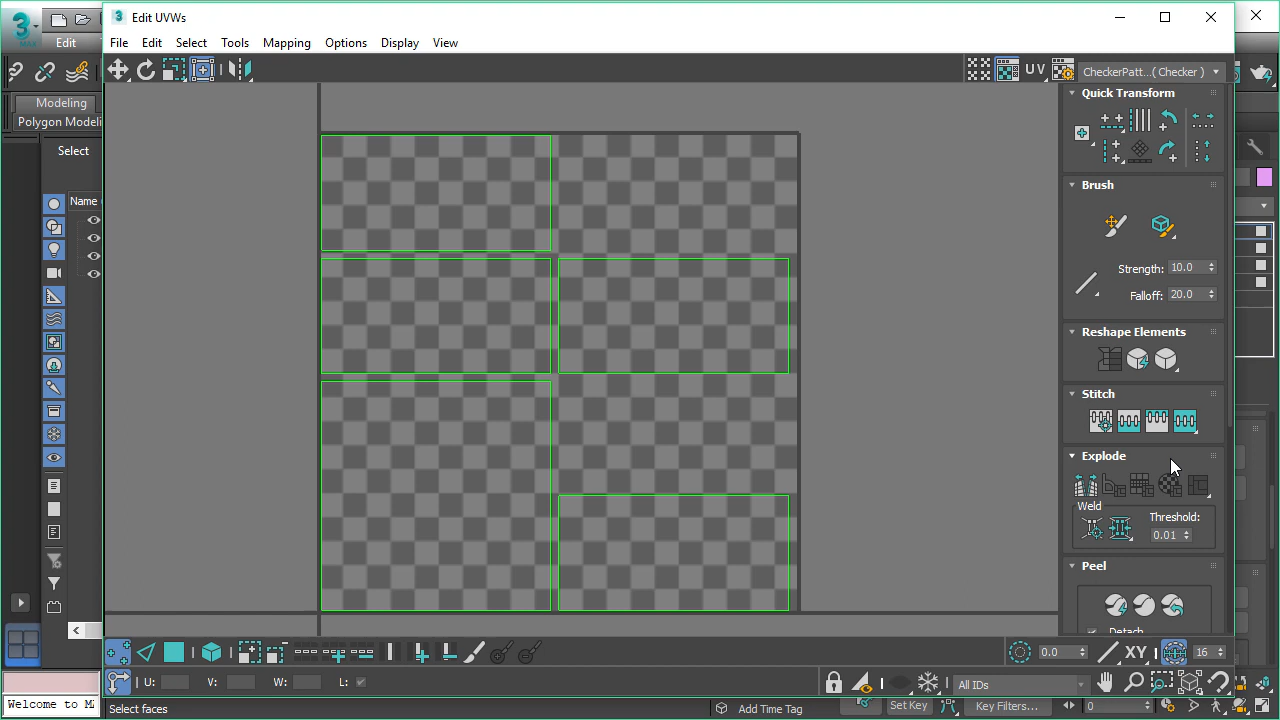 Edit UVWs
File Edit Select Tools Mapping Options Display View
Edit
UV CheckerPatt...( Checker )
Quick Transform
Modeling
Polygon Modeli
Select
Name
Brush
Strength: 10.0
Falloff: 20.0
Reshape Elements
Stitch
Explode
Weld
Threshold:
0.01
Peel
Detach
0.0 XY 16
U: V: W: L: All IDs
Welcome to M
Select faces
Add Time Tag
Set Key
Key Filters...
0